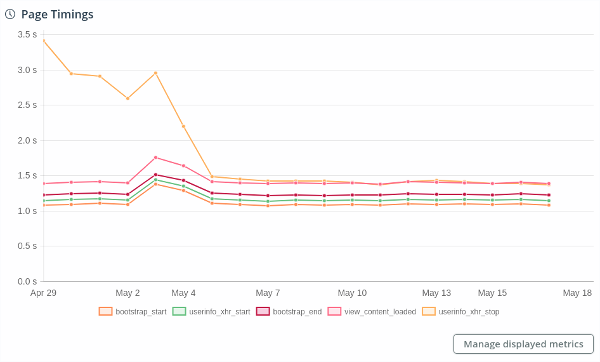 Page Timings
3.5 s
3.0 s
2.5 s
2.0 s
1.5 s
1.0 s
0.5 s
0.0 s
Apr 29 May 2 May 4 May 7 May 10 May 13 May 15 May 18
bootstrap_start userinfo_xhr_start bootstrap_end view_content_loaded userinfo_xhr_stop
Manage displayed metrics